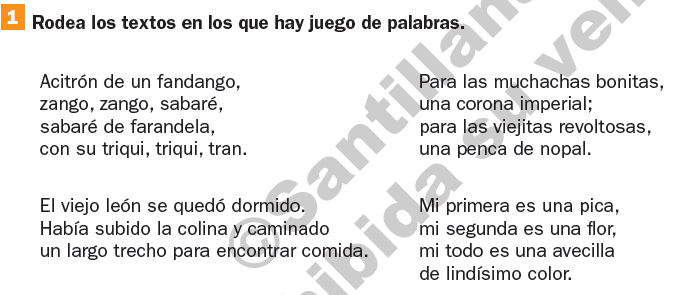 1 Rodea los textos en los que hay juego de palabras.
Acitrón de un fandango,
zango, zango, sabaré,
sabaré de farandela,
con su triqui, triqui, tran.
Para las muchachas bonitas,
una corona imperial;
para las viejitas revoltosas,
una penca de nopal.
El viejo león se quedó dormido.
Había subido la colina y caminado
un largo trecho para encontrar comida.
Mi primera es una pica,
mi segunda es una flor,
mi todo es una avecilla
de lindísimo color.
©Santillana
su